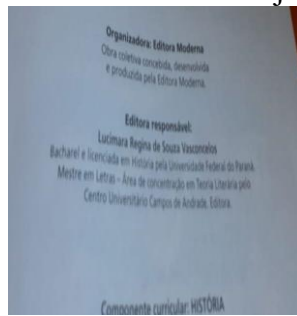 Organizadora: Editora Moderna
Obra coletiva concebida, desenvolvida
e produzida pela Editora Moderna.
Editora responsável:
Lucimara Regina de Souza Vasconcelos
Bacharel e licenciada em História pela Universidade Federal do Paraná.
Mestre em Letras – Área de concentração em Teoria Literária pelo
Centro Universitário Campos de Andrade. Editora.
Componente curricular: HISTÓRIA